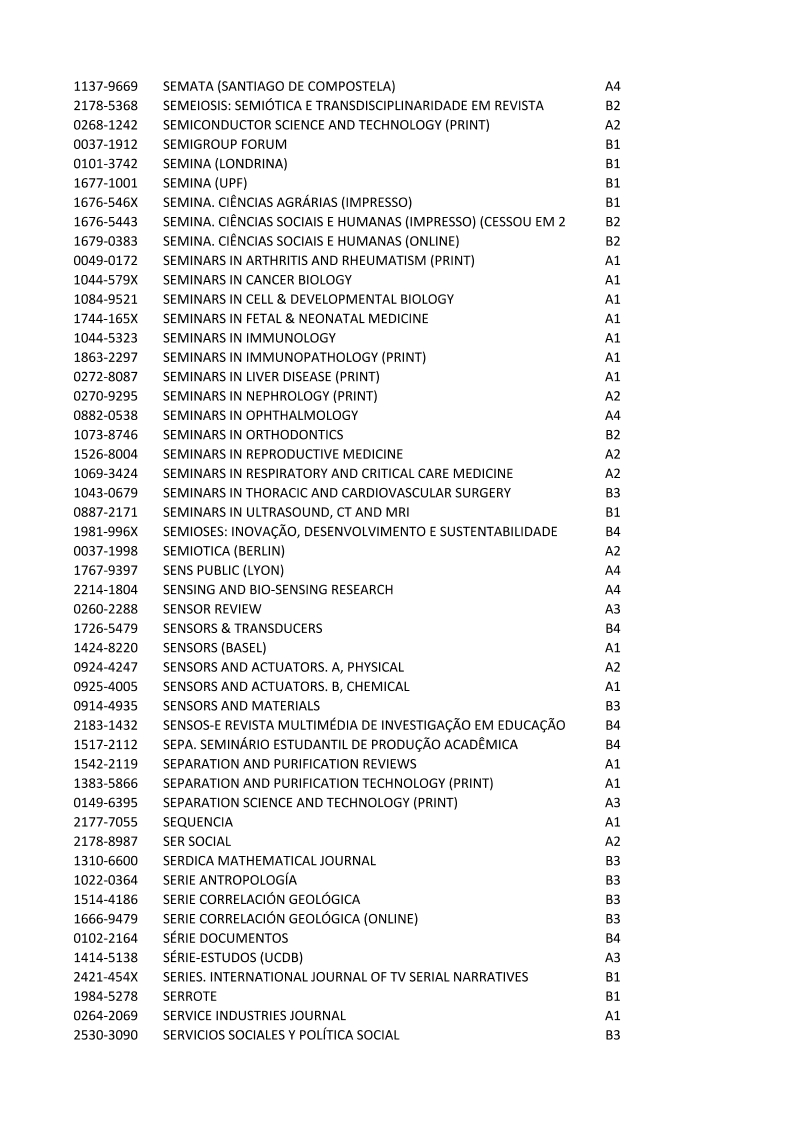 1137-9669 SEMATA (SANTIAGO DE COMPOSTELA) A4
2178-5368 SEMEIOSIS: SEMIÓTICA E TRANSDISCIPLINARIDADE EM REVISTA B2
0268-1242 SEMICONDUCTOR SCIENCE AND TECHNOLOGY (PRINT) A2
0037-1912 SEMIGROUP FORUM B1
0101-3742 SEMINA (LONDRINA) B1
1677-1001 SEMINA (UPF) B1
1676-546X SEMINA. CIÊNCIAS AGRÁRIAS (IMPRESSO) B1
1676-5443 SEMINA. CIÊNCIAS SOCIAIS E HUMANAS (IMPRESSO) (CESSOU EM 2 B2
1679-0383 SEMINA. CIÊNCIAS SOCIAIS E HUMANAS (ONLINE) B2
0049-0172 SEMINARS IN ARTHRITIS AND RHEUMATISM (PRINT) A1
1044-579X SEMINARS IN CANCER BIOLOGY A1
1084-9521 SEMINARS IN CELL & DEVELOPMENTAL BIOLOGY A1
1744-165X SEMINARS IN FETAL & NEONATAL MEDICINE A1
1044-5323 SEMINARS IN IMMUNOLOGY A1
1863-2297 SEMINARS IN IMMUNOPATHOLOGY (PRINT) A1
0272-8087 SEMINARS IN LIVER DISEASE (PRINT) A1
0270-9295 SEMINARS IN NEPHROLOGY (PRINT) A2
0882-0538 SEMINARS IN OPHTHALMOLOGY A4
1073-8746 SEMINARS IN ORTHODONTICS B2
1526-8004 SEMINARS IN REPRODUCTIVE MEDICINE A2
1069-3424 SEMINARS IN RESPIRATORY AND CRITICAL CARE MEDICINE A2
1043-0679 SEMINARS IN THORACIC AND CARDIOVASCULAR SURGERY B3
0887-2171 SEMINARS IN ULTRASOUND, CT AND MRI B1
1981-996X SEMIOSES: INOVAÇÃO, DESENVOLVIMENTO E SUSTENTABILIDADE B4
0037-1998 SEMIOTICA (BERLIN) A2
1767-9397 SENS PUBLIC (LYON) A4
2214-1804 SENSING AND BIO-SENSING RESEARCH A4
0260-2288 SENSOR REVIEW A3
1726-5479 SENSORS & TRANSDUCERS B4
1424-8220 SENSORS (BASEL) A1
0924-4247 SENSORS AND ACTUATORS. A, PHYSICAL A2
0925-4005 SENSORS AND ACTUATORS. B, CHEMICAL A1
0914-4935 SENSORS AND MATERIALS B3
2183-1432 SENSOS-E REVISTA MULTIMÉDIA DE INVESTIGAÇÃO EM EDUCAÇÃO B4
1517-2112 SEPA. SEMINÁRIO ESTUDANTIL DE PRODUÇÃO ACADÊMICA B4
1542-2119 SEPARATION AND PURIFICATION REVIEWS A1
1383-5866 SEPARATION AND PURIFICATION TECHNOLOGY (PRINT) A1
0149-6395 SEPARATION SCIENCE AND TECHNOLOGY (PRINT) A3
2177-7055 SEQUENCIA A1
2178-8987 SER SOCIAL A2
1310-6600 SERDICA MATHEMATICAL JOURNAL B3
1022-0364 SERIE ANTROPOLOGÍA B3
1514-4186 SERIE CORRELACIÓN GEOLÓGICA B3
1666-9479 SERIE CORRELACIÓN GEOLÓGICA (ONLINE) B3
0102-2164 SÉRIE DOCUMENTOS B4
1414-5138 SÉRIE-ESTUDOS (UCDB) A3
2421-454X SERIES. INTERNATIONAL JOURNAL OF TV SERIAL NARRATIVES B1
1984-5278 SERROTE B1
0264-2069 SERVICE INDUSTRIES JOURNAL A1
2530-3090 SERVICIOS SOCIALES Y POLÍTICA SOCIAL B3